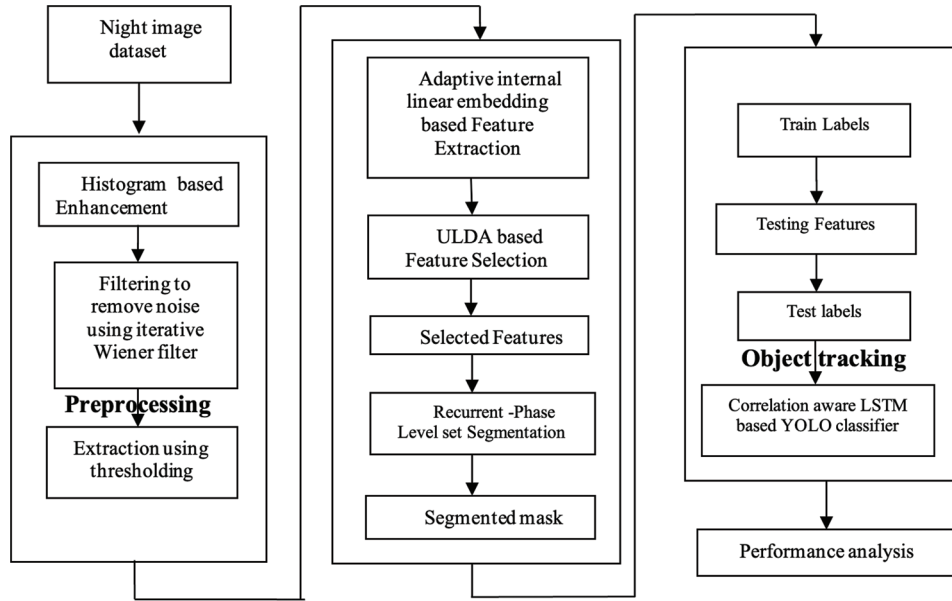 Night image
dataset
Histogram based
Enhancement
Filtering to
remove noise
using iterative
Wiener filter
Preprocessing
Extraction using
thresholding
Adaptive internal
linear embedding
based Feature
Extraction
ULDA based
Feature Selection
Selected Features
Recurrent -Phase
Level set Segmentation
Segmented mask
Train Labels
Testing Features
Test labels
Object tracking
Correlation aware LSTM
based YOLO classifier
Performance analysis